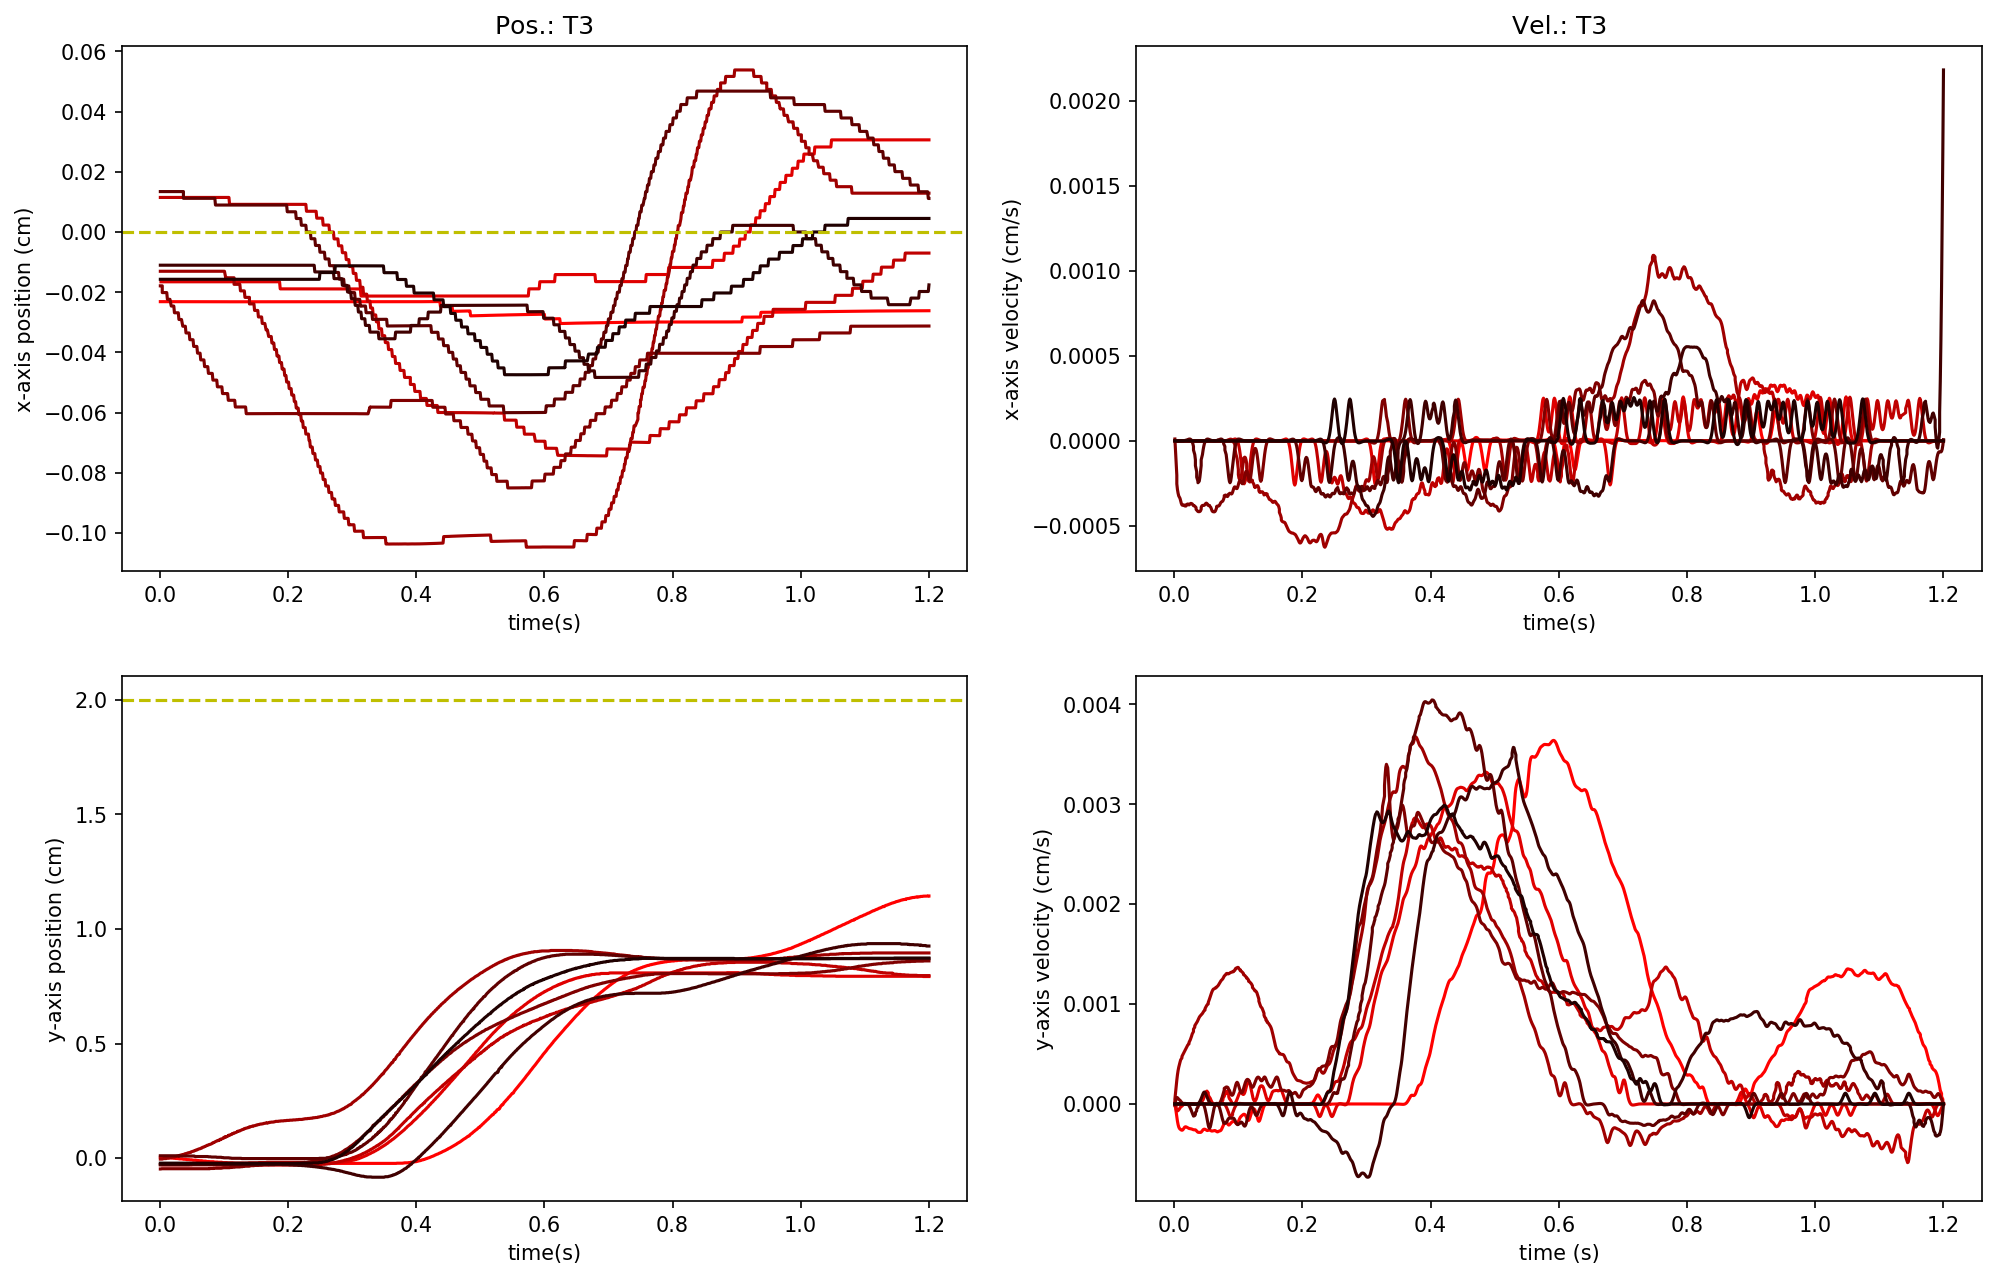 Pos.: T3
x-axis position (cm)
0.06
0.04
0.02
0.00
−0.02
−0.04
−0.06
−0.08
−0.10
0.0 0.2 0.4 0.6 0.8 1.0 1.2
time(s)
Vel.: T3
x-axis velocity (cm/s)
0.0020
0.0015
0.0010
0.0005
0.0000
−0.0005
0.0 0.2 0.4 0.6 0.8 1.0 1.2
time(s)
y-axis position (cm)
2.0
1.5
1.0
0.5
0.0
0.0 0.2 0.4 0.6 0.8 1.0 1.2
time(s)
y-axis velocity (cm/s)
0.004
0.003
0.002
0.001
0.000
0.0 0.2 0.4 0.6 0.8 1.0 1.2
time (s)